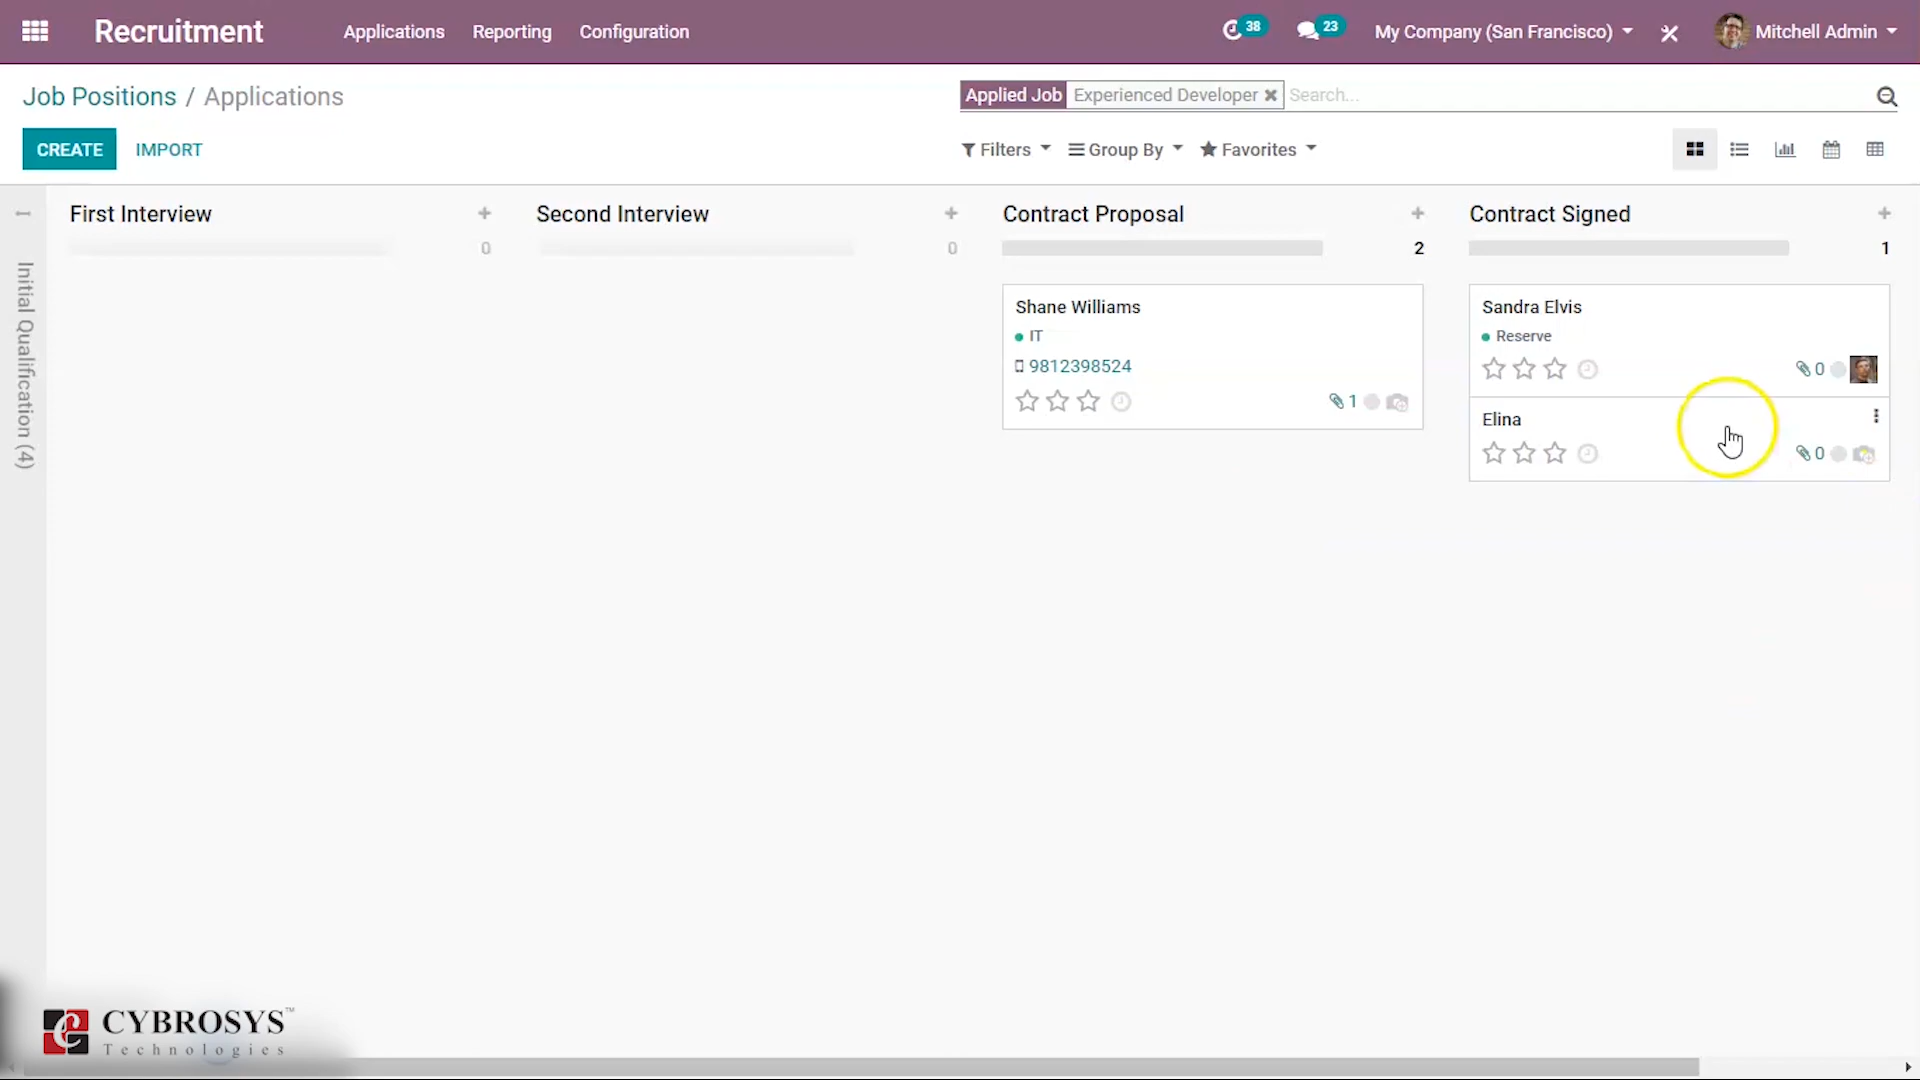 Recruitment
Applications
Reporting
Configuration
38
23
My Company (San Francisco)
Mitchell Admin
Job Positions / Applications
Applied Job
Experienced Developer
Search...
CREATE
IMPORT
Filters
Group By
Favorites
Initial Qualification (4)
First Interview
0
Second Interview
0
Contract Proposal
2
Shane Williams
IT
9812398524
1
Contract Signed
1
Sandra Elvis
Reserve
0
Elina
0
CYBROSYS™
Technologies